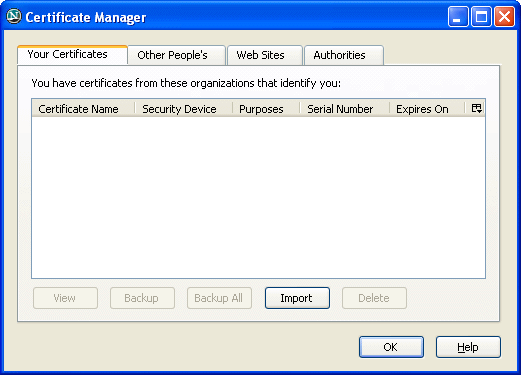 Certificate Manager
Your Certificates Other People's Web Sites Authorities
You have certificates from these organizations that identify you:
Certificate Name Security Device Purposes Serial Number Expires On
View Backup Backup All Import Delete
OK Help